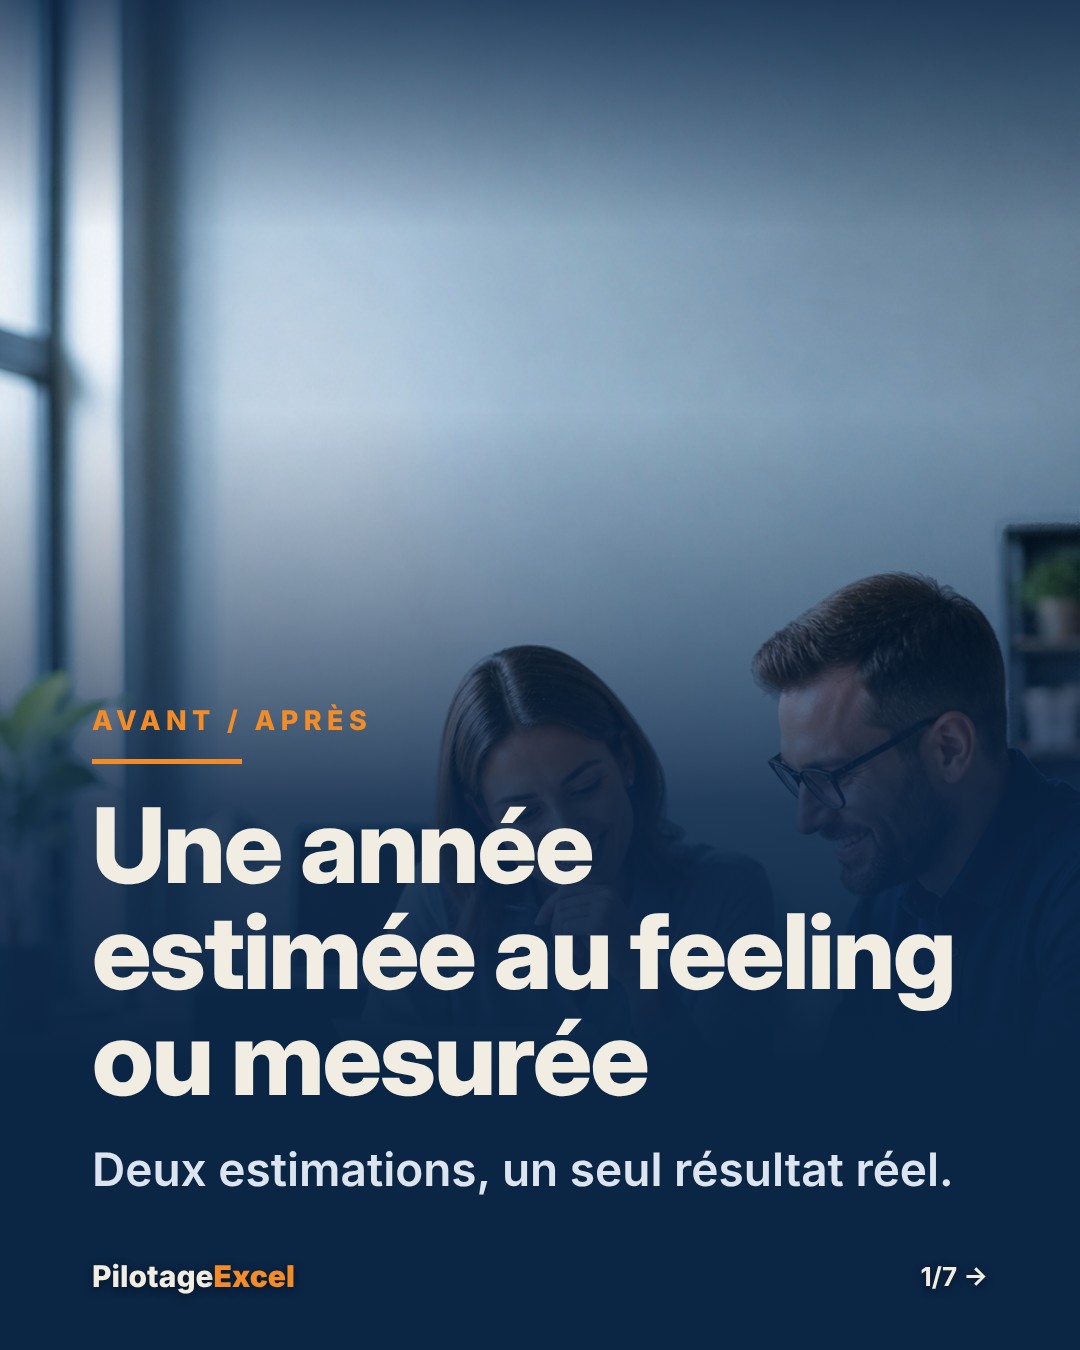 AVANT / APRÈS
Une année
estimée au feeling
ou mesurée
Deux estimations, un seul résultat réel.
PilotageExcel
1/7 →